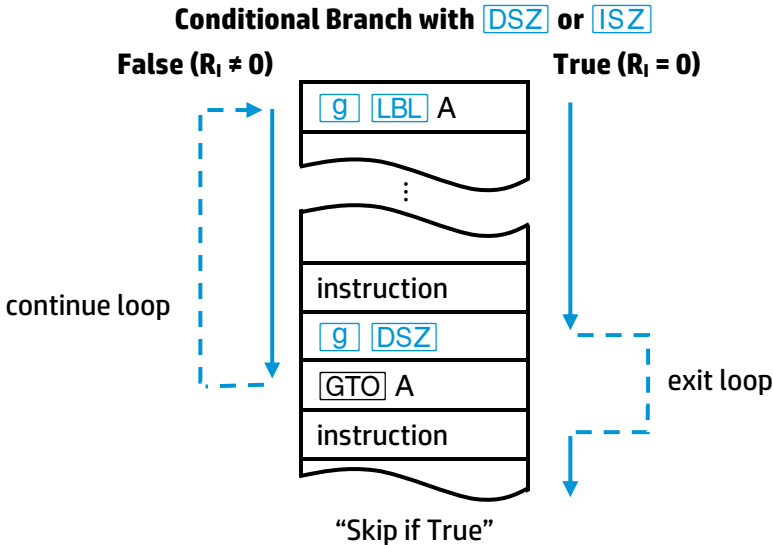 Conditional Branch with DSZ or ISZ
False (Rᵢ ≠ 0)
True (Rᵢ = 0)
g LBL A
⋮
instruction
continue loop
g DSZ
GTO A
exit loop
instruction
“Skip if True”